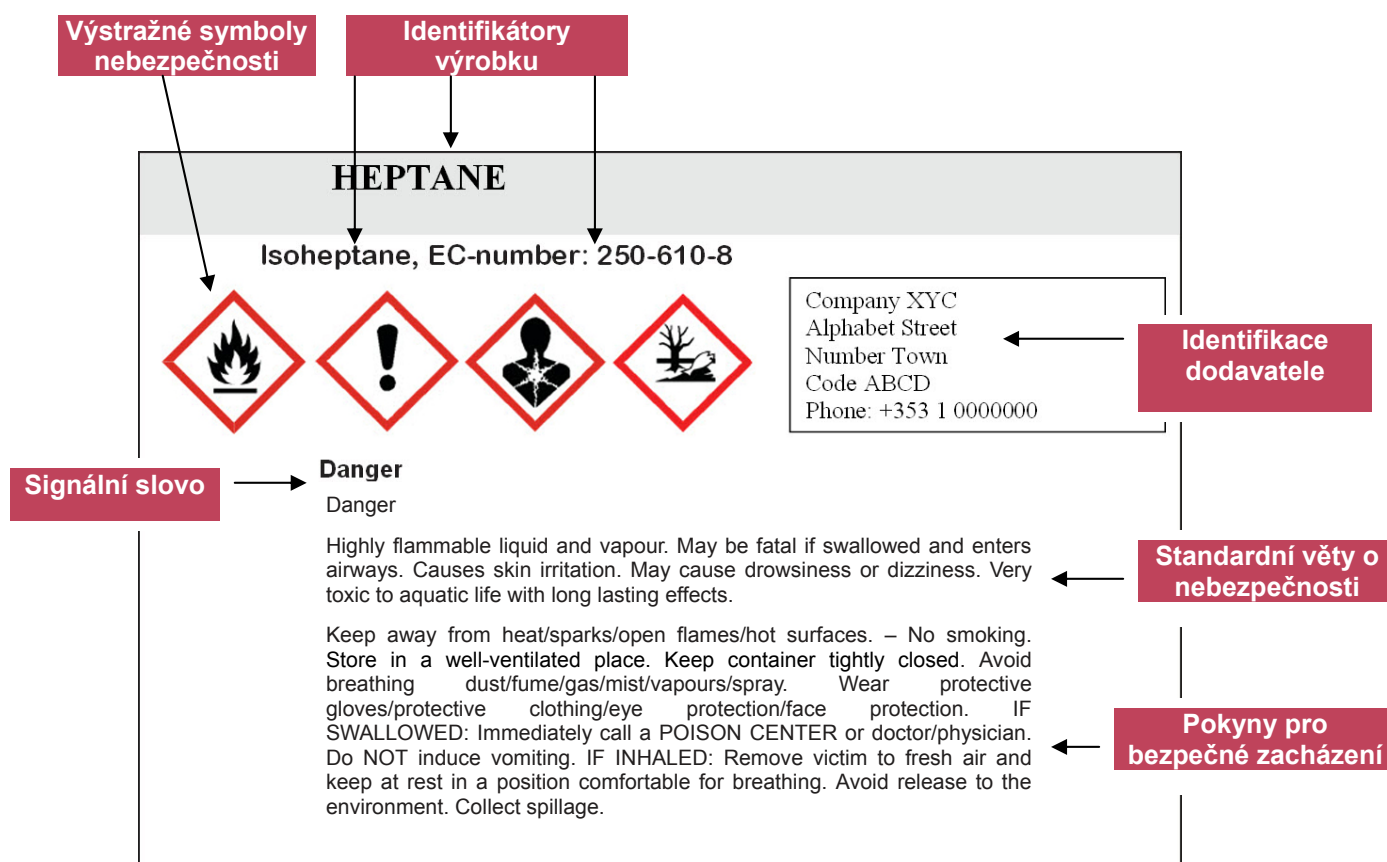 Výstražné symboly
nebezpečnosti
Identifikátory
výrobku
HEPTANE
Isoheptane, EC-number: 250-610-8
Company XYC
Alphabet Street
Number Town
Code ABCD
Phone: +353 1 0000000
Identifikace
dodavatele
Signální slovo
Danger
Danger
Highly flammable liquid and vapour. May be fatal if swallowed and enters
airways. Causes skin irritation. May cause drowsiness or dizziness. Very
toxic to aquatic life with long lasting effects.
Standardní věty o
nebezpečnosti
Keep away from heat/sparks/open flames/hot surfaces. – No smoking.
Store in a well-ventilated place. Keep container tightly closed. Avoid
breathing dust/fume/gas/mist/vapours/spray. Wear protective
gloves/protective clothing/eye protection/face protection. IF
SWALLOWED: Immediately call a POISON CENTER or doctor/physician.
Do NOT induce vomiting. IF INHALED: Remove victim to fresh air and
keep at rest in a position comfortable for breathing. Avoid release to the
environment. Collect spillage.
Pokyny pro
bezpečné zacházení